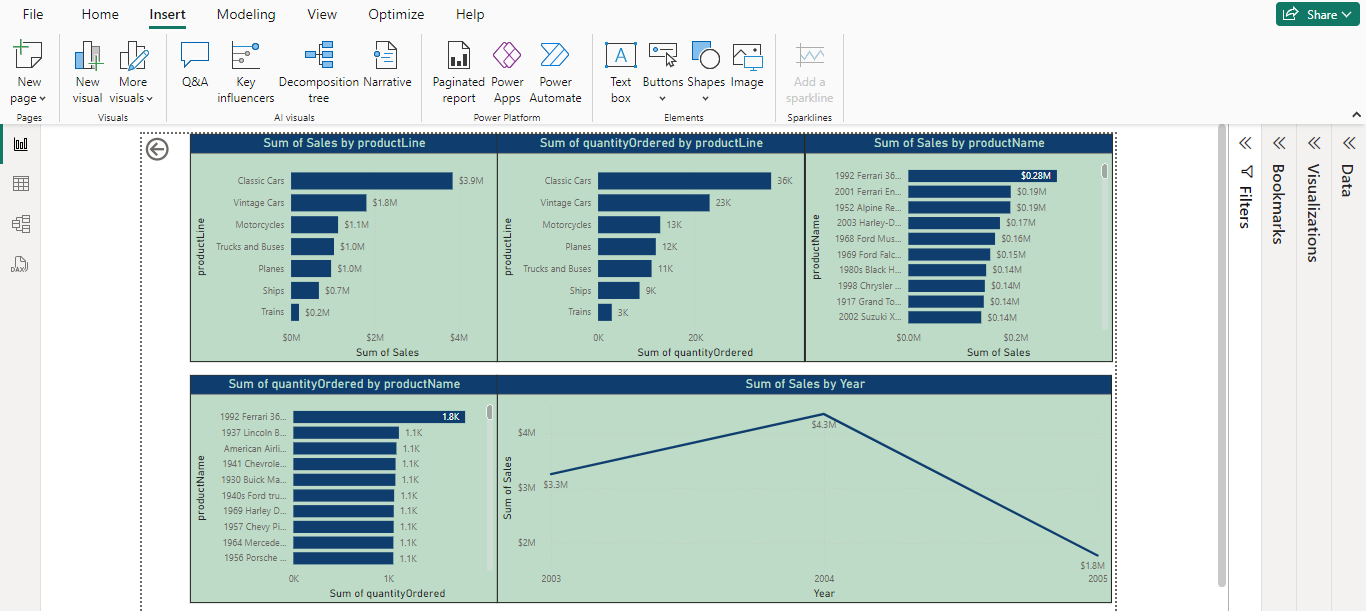 File Home Insert Modeling View Optimize Help
Share
New page
New visual
More visuals
Q&A
Key influencers
Decomposition tree
Narrative
Paginated report
Power Apps
Power Automate
Text box
Buttons
Shapes
Image
Add a sparkline
Pages
Visuals
AI visuals
Power Platform
Elements
Sparklines
DAX
Sum of Sales by productLine
productLine
Classic Cars $3.9M
Vintage Cars $1.8M
Motorcycles $1.1M
Trucks and Buses $1.0M
Planes $1.0M
Ships $0.7M
Trains $0.2M
$0M $2M $4M
Sum of Sales
Sum of quantityOrdered by productLine
productLine
Classic Cars 36K
Vintage Cars 23K
Motorcycles 13K
Planes 12K
Trucks and Buses 11K
Ships 9K
Trains 3K
0K 20K
Sum of quantityOrdered
Sum of Sales by productName
productName
1992 Ferrari 36... $0.28M
2001 Ferrari En... $0.19M
1952 Alpine Re... $0.19M
2003 Harley-D... $0.17M
1968 Ford Mus... $0.16M
1969 Ford Falc... $0.15M
1980s Black H... $0.14M
1998 Chrysler ... $0.14M
1917 Grand To... $0.14M
2002 Suzuki X... $0.14M
$0.0M $0.2M
Sum of Sales
Sum of quantityOrdered by productName
productName
1992 Ferrari 36... 1.8K
1937 Lincoln B... 1.1K
American Airli... 1.1K
1941 Chevrole... 1.1K
1930 Buick Ma... 1.1K
1940s Ford tru... 1.1K
1969 Harley D... 1.1K
1957 Chevy Pi... 1.1K
1964 Mercede... 1.1K
1956 Porsche ... 1.1K
0K 1K
Sum of quantityOrdered
Sum of Sales by Year
Sum of Sales
$4M
$3M
$2M
$3.3M
$4.3M
$1.8M
2003 2004 2005
Year
Filters
Bookmarks
Visualizations
Data